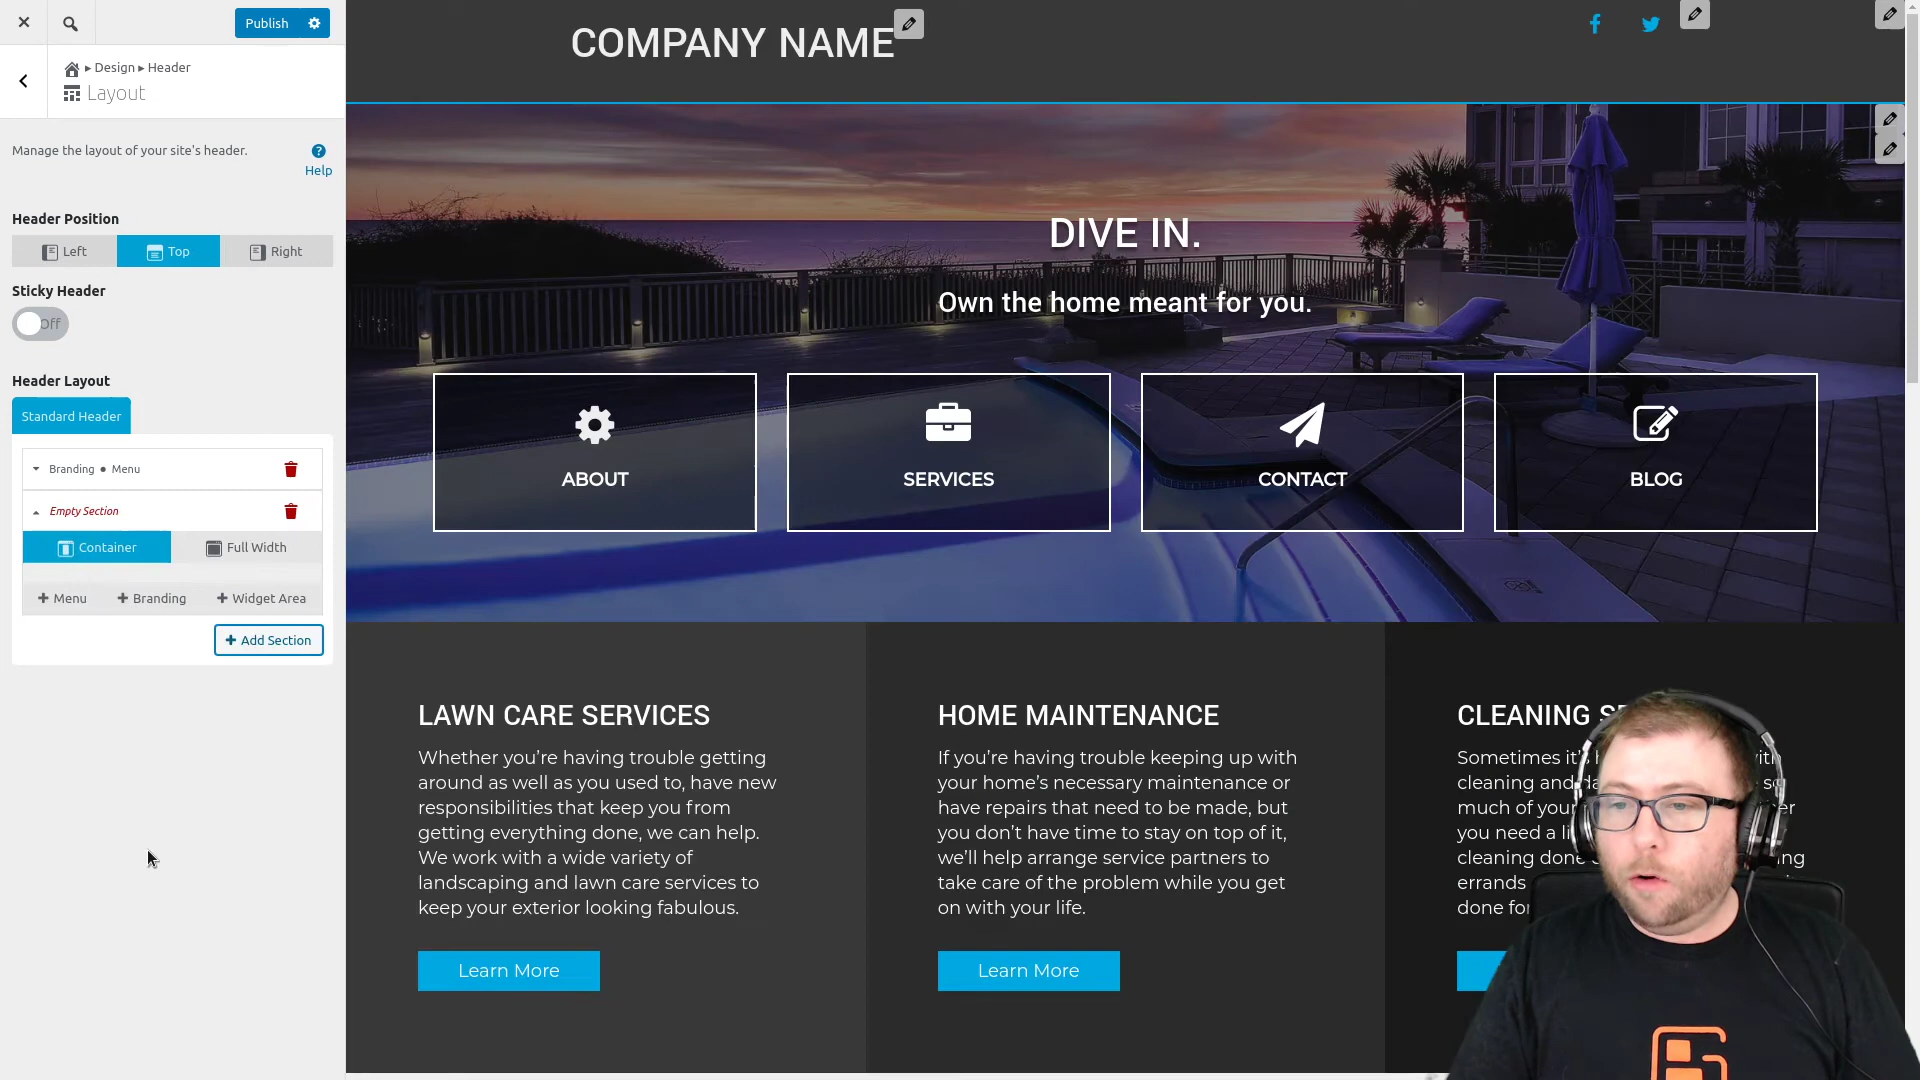 Publish
▸ Design ▸ Header
Layout
Manage the layout of your site's header.
Help
Header Position
Left
Top
Right
Sticky Header
Off
Header Layout
Standard Header
Branding ● Menu
Empty Section
Container
Full Width
+ Menu
+ Branding
+ Widget Area
+ Add Section
COMPANY NAME
DIVE IN.
Own the home meant for you.
ABOUT
SERVICES
CONTACT
BLOG
LAWN CARE SERVICES
Whether you’re having trouble getting
around as well as you used to, have new
responsibilities that keep you from
getting everything done, we can help.
We work with a wide variety of
landscaping and lawn care services to
keep your exterior looking fabulous.
Learn More
HOME MAINTENANCE
If you’re having trouble keeping up with
your home’s necessary maintenance or
have repairs that need to be made, but
you don’t have time to stay on top of it,
we’ll help arrange service partners to
take care of the problem while you get
on with your life.
Learn More
CLEANING
Sometimes it’s
cleaning and
much of your
you need a
cleaning done
errands
done for